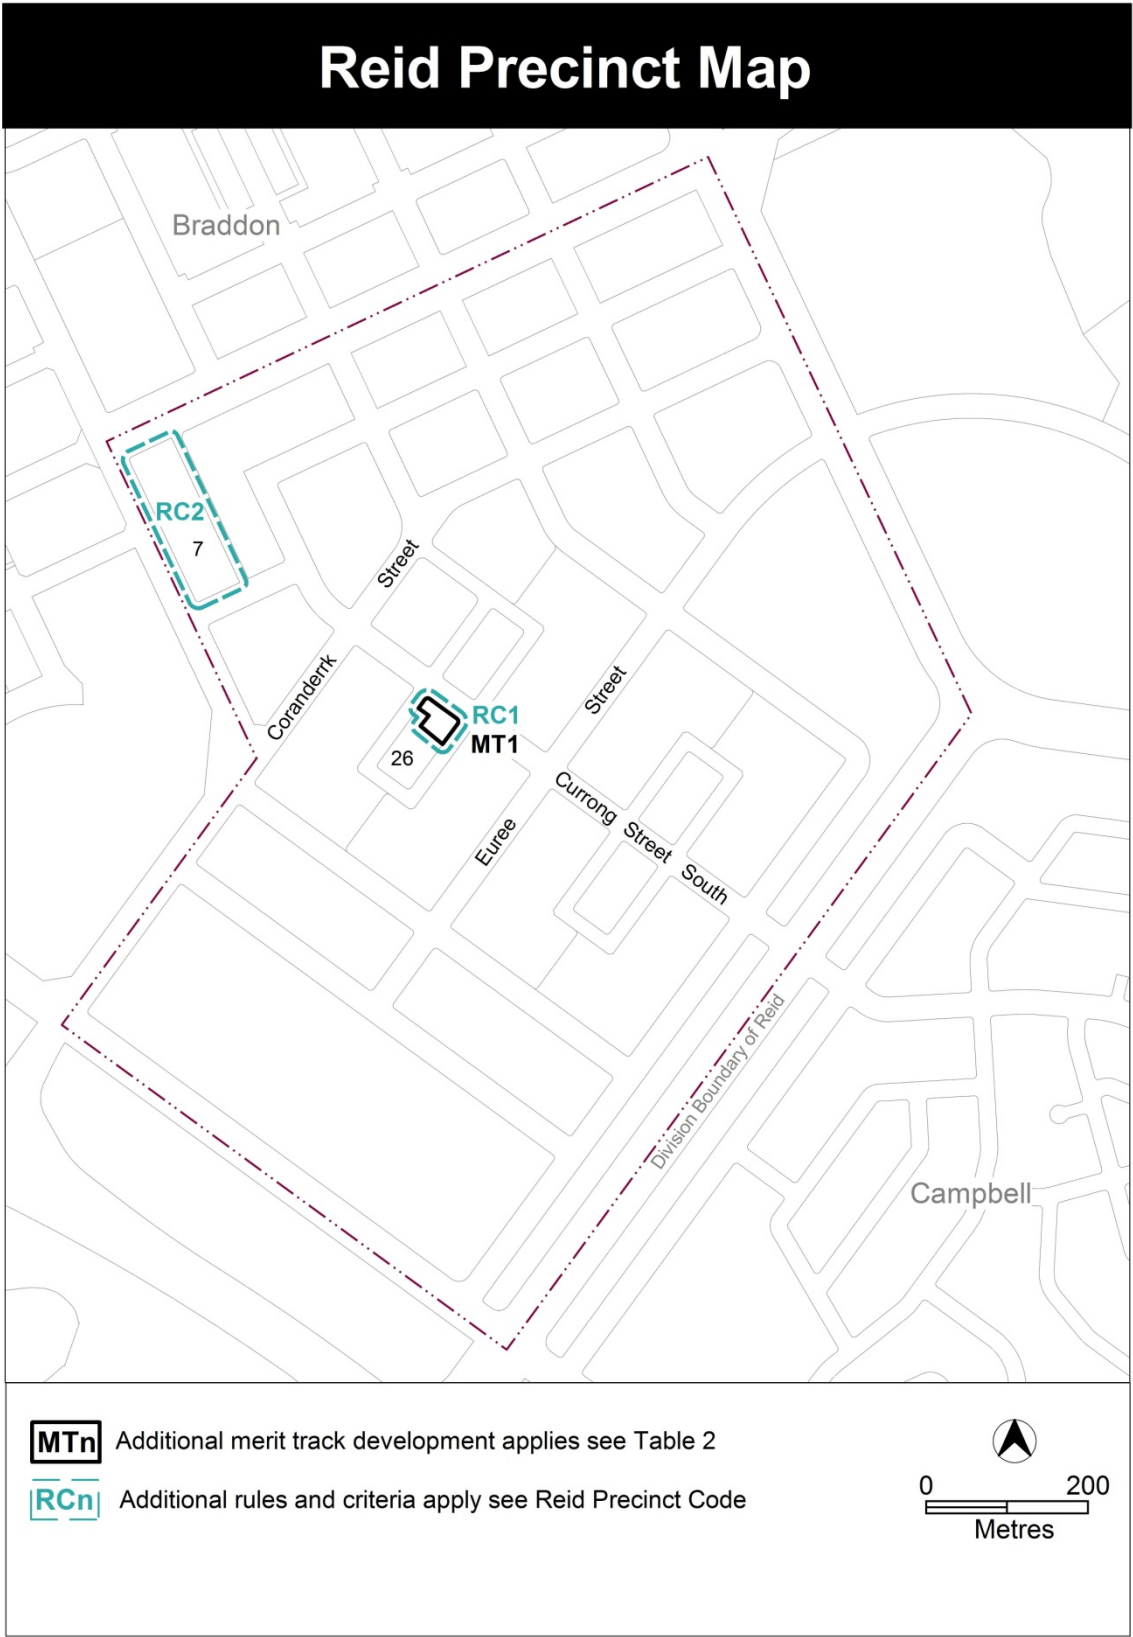 Reid Precinct Map
Braddon
RC2
7
Street
Coranderrk
Street
RC1
MT1
26
Currong Street South
Euree
Division Boundary of Reid
Campbell
MTn Additional merit track development applies see Table 2
RCn Additional rules and criteria apply see Reid Precinct Code
0 200
Metres